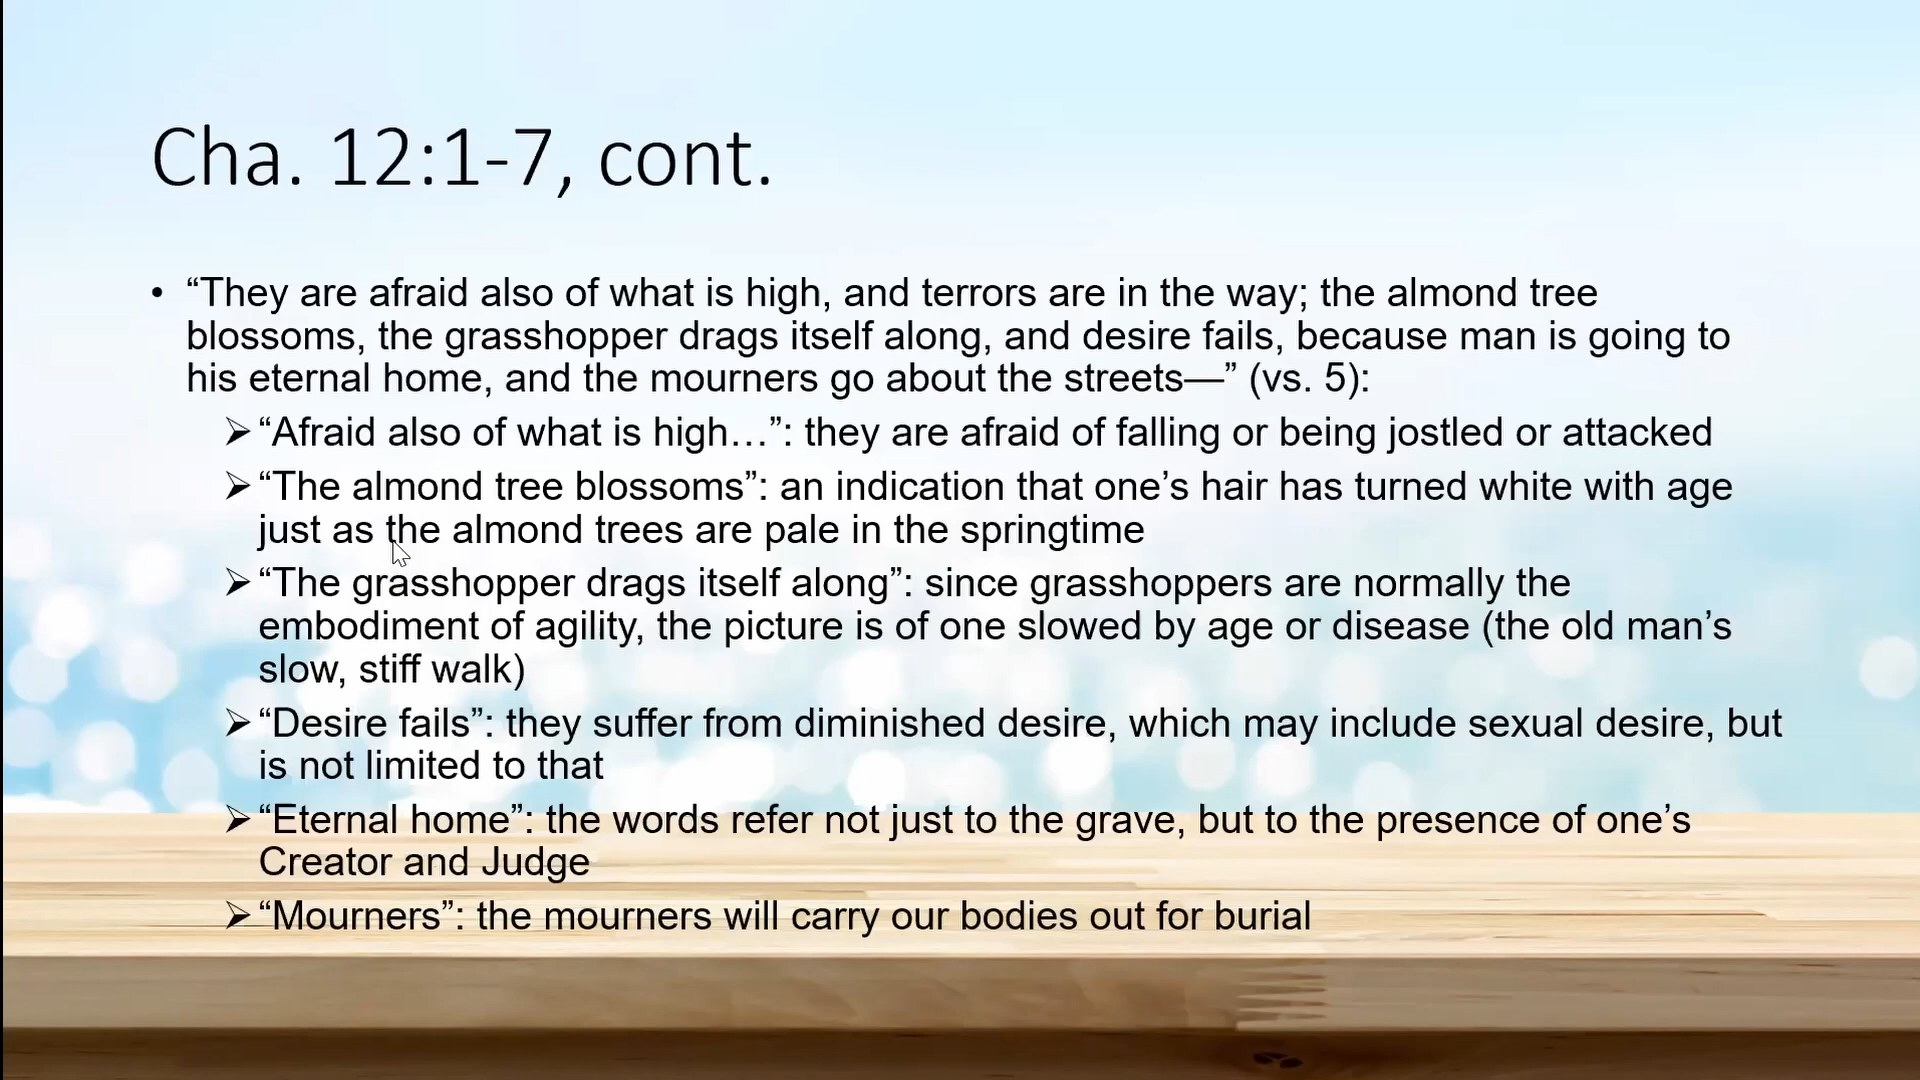 Cha. 12:1-7, cont.
• “They are afraid also of what is high, and terrors are in the way; the almond tree
blossoms, the grasshopper drags itself along, and desire fails, because man is going to
his eternal home, and the mourners go about the streets—” (vs. 5):
➢“Afraid also of what is high…”: they are afraid of falling or being jostled or attacked
➢“The almond tree blossoms”: an indication that one’s hair has turned white with age
just as the almond trees are pale in the springtime
➢“The grasshopper drags itself along”: since grasshoppers are normally the
embodiment of agility, the picture is of one slowed by age or disease (the old man’s
slow, stiff walk)
➢“Desire fails”: they suffer from diminished desire, which may include sexual desire, but
is not limited to that
➢“Eternal home”: the words refer not just to the grave, but to the presence of one’s
Creator and Judge
➢“Mourners”: the mourners will carry our bodies out for burial